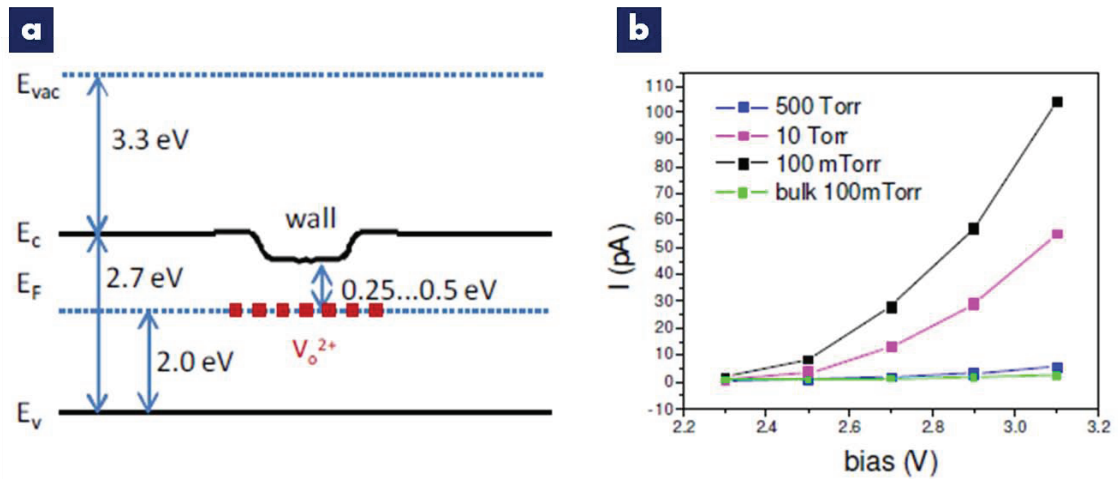 a
E_vac
3.3 eV
wall
E_c
2.7 eV
E_F
0.25...0.5 eV
V_o^2+
2.0 eV
E_v
b
500 Torr
10 Torr
100 mTorr
bulk 100mTorr
I (pA)
110
100
90
80
70
60
50
40
30
20
10
0
-10
2.2 2.4 2.6 2.8 3.0 3.2
bias (V)